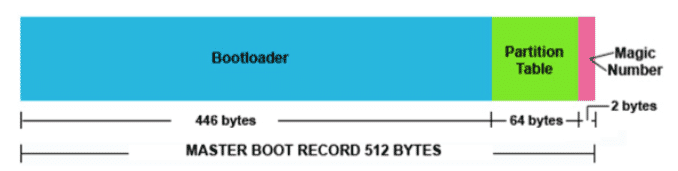 Bootloader
Partition
Table
Magic
Number
446 bytes
64 bytes
2 bytes
MASTER BOOT RECORD 512 BYTES